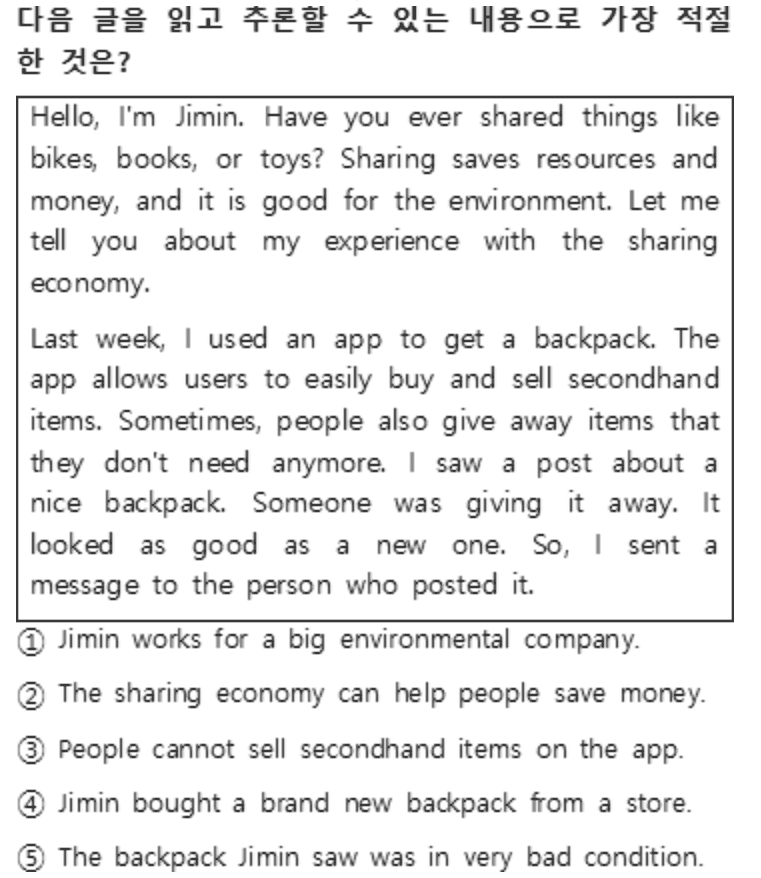 다음 글을 읽고 추론할 수 있는 내용으로 가장 적절
한 것은?
Hello, I'm Jimin. Have you ever shared things like
bikes, books, or toys? Sharing saves resources and
money, and it is good for the environment. Let me
tell you about my experience with the sharing
economy.
Last week, I used an app to get a backpack. The
app allows users to easily buy and sell secondhand
items. Sometimes, people also give away items that
they don't need anymore. I saw a post about a
nice backpack. Someone was giving it away. It
looked as good as a new one. So, I sent a
message to the person who posted it.
① Jimin works for a big environmental company.
② The sharing economy can help people save money.
③ People cannot sell secondhand items on the app.
④ Jimin bought a brand new backpack from a store.
⑤ The backpack Jimin saw was in very bad condition.